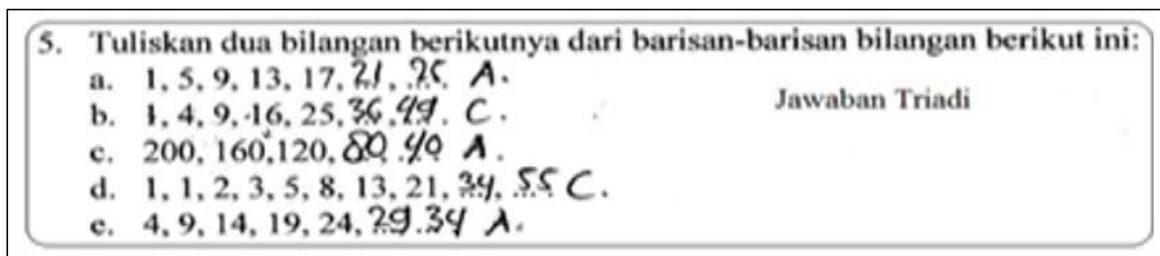 5. Tuliskan dua bilangan berikutnya dari barisan-barisan bilangan berikut ini:
a. 1, 5, 9, 13, 17, 21, 25. A.
Jawaban Triadi
b. 1, 4, 9, 16, 25, 36, 49. C.
c. 200, 160, 120, 80. 40 A.
d. 1, 1, 2, 3, 5, 8, 13, 21, 34, 55 C.
e. 4, 9, 14, 19, 24, 29. 34 A.